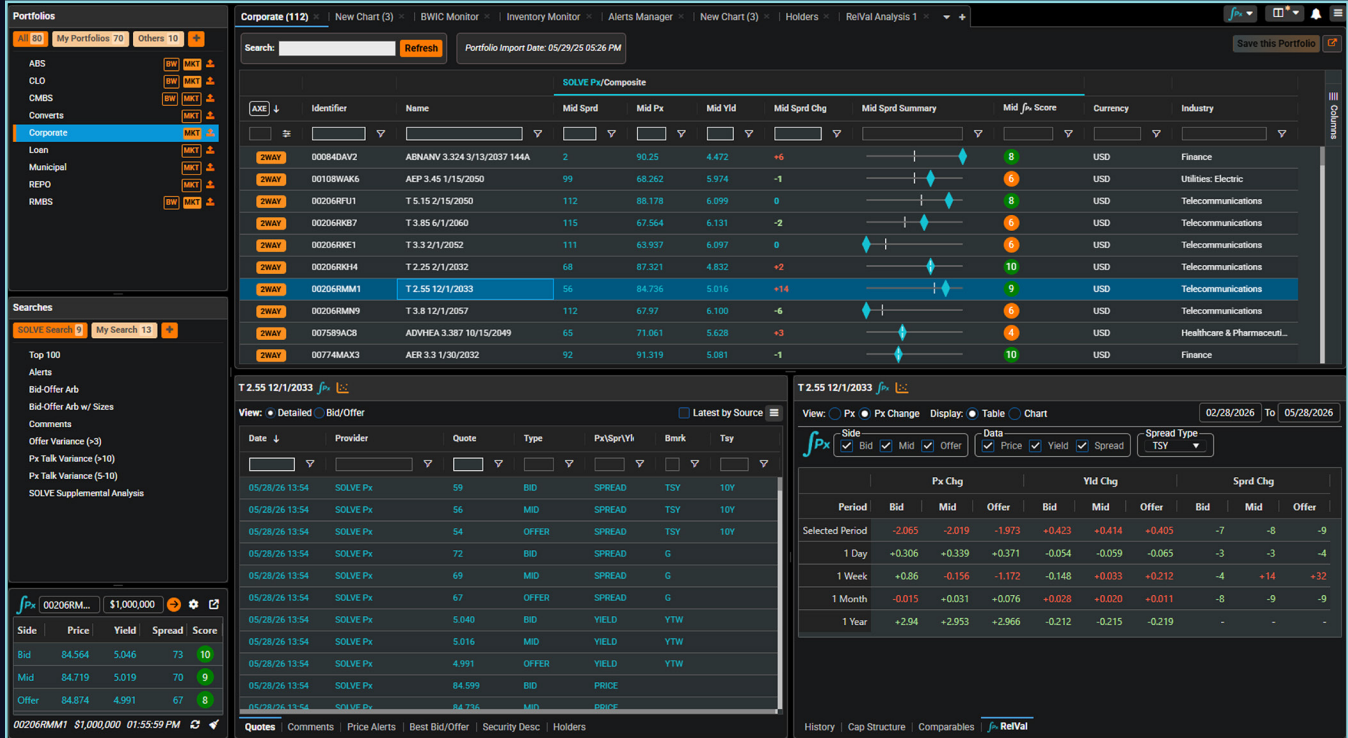 Portfolios
All 80 My Portfolios 70 Others 10 +
ABS BW MKT
CLO BW MKT
CMBS BW MKT
Converts MKT
Corporate MKT
Loan MKT
Municipal MKT
REPO MKT
RMBS BW MKT
Searches
SOLVE Search 9 My Search 13 +
Top 100
Alerts
Bid-Offer Arb
Bid-Offer Arb w/ Sizes
Comments
Offer Variance (>3)
Px Talk Variance (>10)
Px Talk Variance (5-10)
SOLVE Supplemental Analysis
Px 00206RM... $1,000,000
Side Price Yield Spread Score
Bid 84.564 5.046 73 10
Mid 84.719 5.019 70 9
Offer 84.874 4.991 67 8
00206RMM1 $1,000,000 01:55:59 PM
Corporate (112) × New Chart (3) × BWIC Monitor × Inventory Monitor × Alerts Manager × New Chart (3) × Holders × RelVal Analysis 1 × +
Px
Search: Refresh Portfolio Import Date: 05/29/25 05:26 PM Save this Portfolio
SOLVE Px/Composite
AXE ↓ Identifier Name Mid Sprd Mid Px Mid Yld Mid Sprd Chg Mid Sprd Summary Mid Px Score Currency Industry
Columns
2WAY 00084DAV2 ABNANV 3.324 3/13/2037 144A 2 90.25 4.472 +6 8 USD Finance
2WAY 00108WAK6 AEP 3.45 1/15/2050 99 68.262 5.974 -1 6 USD Utilities: Electric
2WAY 00206RFU1 T 5.15 2/15/2050 112 88.178 6.099 0 8 USD Telecommunications
2WAY 00206RKB7 T 3.85 6/1/2060 115 67.564 6.131 -2 6 USD Telecommunications
2WAY 00206RKE1 T 3.3 2/1/2052 111 63.937 6.097 0 6 USD Telecommunications
2WAY 00206RKH4 T 2.25 2/1/2032 68 87.321 4.832 +2 10 USD Telecommunications
2WAY 00206RMM1 T 2.55 12/1/2033 56 84.736 5.016 +14 9 USD Telecommunications
2WAY 00206RMN9 T 3.8 12/1/2057 112 67.97 6.100 -6 6 USD Telecommunications
2WAY 007589AC8 ADVHEA 3.387 10/15/2049 65 71.061 5.628 +3 4 USD Healthcare & Pharmaceuti...
2WAY 00774MAX3 AER 3.3 1/30/2032 92 91.319 5.081 -1 10 USD Finance
T 2.55 12/1/2033 Px
View: Detailed Bid/Offer Latest by Source
Date ↓ Provider Quote Type Px\Spr\Yl Bmrk Tsy
05/28/26 13:54 SOLVE Px 59 BID SPREAD TSY 10Y
05/28/26 13:54 SOLVE Px 56 MID SPREAD TSY 10Y
05/28/26 13:54 SOLVE Px 54 OFFER SPREAD TSY 10Y
05/28/26 13:54 SOLVE Px 72 BID SPREAD G
05/28/26 13:54 SOLVE Px 69 MID SPREAD G
05/28/26 13:54 SOLVE Px 67 OFFER SPREAD G
05/28/26 13:54 SOLVE Px 5.040 BID YIELD YTW
05/28/26 13:54 SOLVE Px 5.016 MID YIELD YTW
05/28/26 13:54 SOLVE Px 4.991 OFFER YIELD YTW
05/28/26 13:54 SOLVE Px 84.599 BID PRICE
05/28/26 13:54 SOLVE Px 84.736 MID PRICE
Quotes Comments Price Alerts Best Bid/Offer Security Desc Holders
T 2.55 12/1/2033 Px
View: Px Px Change Display: Table Chart 02/28/2026 To 05/28/2026
Px Side Bid Mid Offer Data Price Yield Spread Spread Type TSY
Px Chg Yld Chg Sprd Chg
Period Bid Mid Offer Bid Mid Offer Bid Mid Offer
Selected Period -2.065 -2.019 -1.973 +0.423 +0.414 +0.405 -7 -8 -9
1 Day +0.306 +0.339 +0.371 -0.054 -0.059 -0.065 -3 -3 -4
1 Week +0.86 -0.156 -1.172 -0.148 +0.033 +0.212 -4 +14 +32
1 Month -0.015 +0.031 +0.076 +0.028 +0.020 +0.011 -8 -9 -9
1 Year +2.94 +2.953 +2.966 -0.212 -0.215 -0.219 - - -
History Cap Structure Comparables Px RelVal